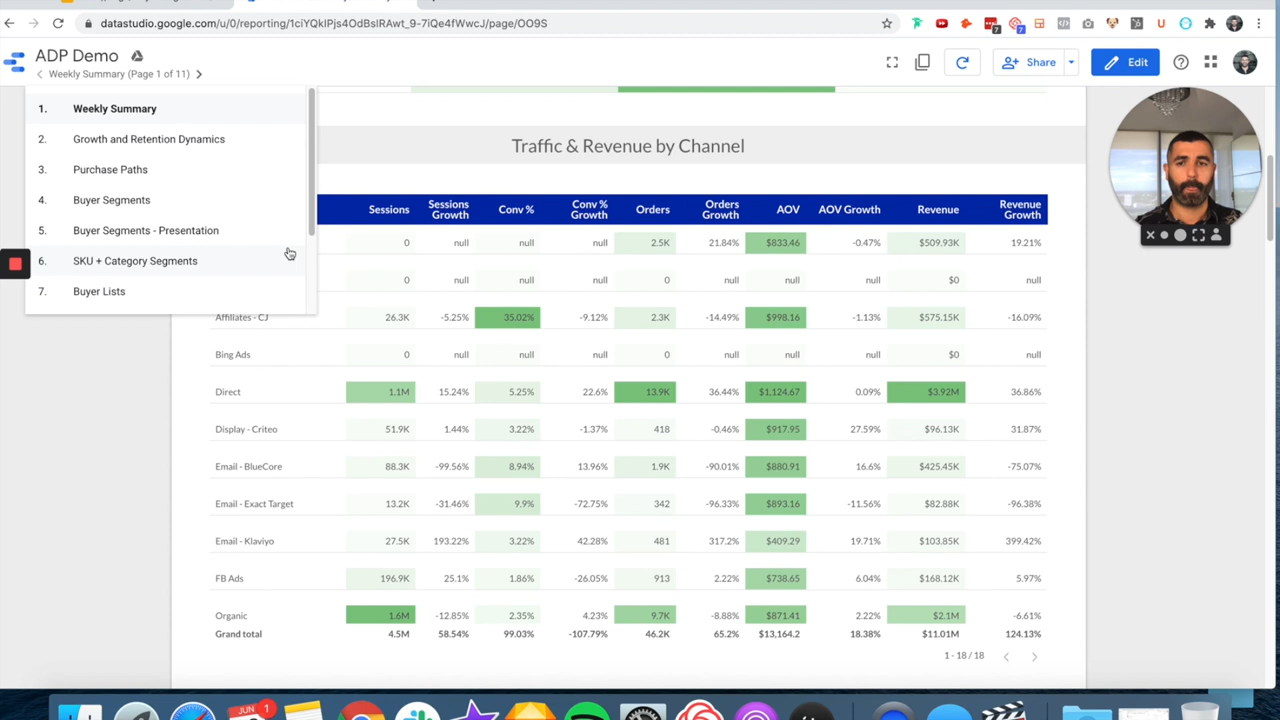 datastudio.google.com/u/0/reporting/1ciYQkIPjs4OdBsIRAwt_9-7iQe4fWwcJ/page/OO9S
7
7
ADP Demo
Weekly Summary (Page 1 of 11)
Share
Edit
1. Weekly Summary
2. Growth and Retention Dynamics
3. Purchase Paths
4. Buyer Segments
5. Buyer Segments - Presentation
6. SKU + Category Segments
7. Buyer Lists
Traffic & Revenue by Channel
Sessions Sessions Growth Conv % Conv % Growth Orders Orders Growth AOV AOV Growth Revenue Revenue Growth
0 null null null 2.5K 21.84% $833.46 -0.47% $509.93K 19.21%
0 null null null 0 null null null $0 null
Affiliates - CJ 26.3K -5.25% 35.02% -9.12% 2.3K -14.49% $998.16 -1.13% $575.15K -16.09%
Bing Ads 0 null null null 0 null null null $0 null
Direct 1.1M 15.24% 5.25% 22.6% 13.9K 36.44% $1,124.67 0.09% $3.92M 36.86%
Display - Criteo 51.9K 1.44% 3.22% -1.37% 418 -0.46% $917.95 27.59% $96.13K 31.87%
Email - BlueCore 88.3K -99.56% 8.94% 13.96% 1.9K -90.01% $880.91 16.6% $425.45K -75.07%
Email - Exact Target 13.2K -31.46% 9.9% -72.75% 342 -96.33% $893.16 -11.56% $82.88K -96.38%
Email - Klaviyo 27.5K 193.22% 3.22% 42.28% 481 317.2% $409.29 19.71% $103.85K 399.42%
FB Ads 196.9K 25.1% 1.86% -26.05% 913 2.22% $738.65 6.04% $168.12K 5.97%
Organic 1.6M -12.85% 2.35% 4.23% 9.7K -8.88% $871.41 2.22% $2.1M -6.61%
Grand total 4.5M 58.54% 99.03% -107.79% 46.2K 65.2% $13,164.2 18.38% $11.01M 124.13%
1 - 18 / 18
JUN 1